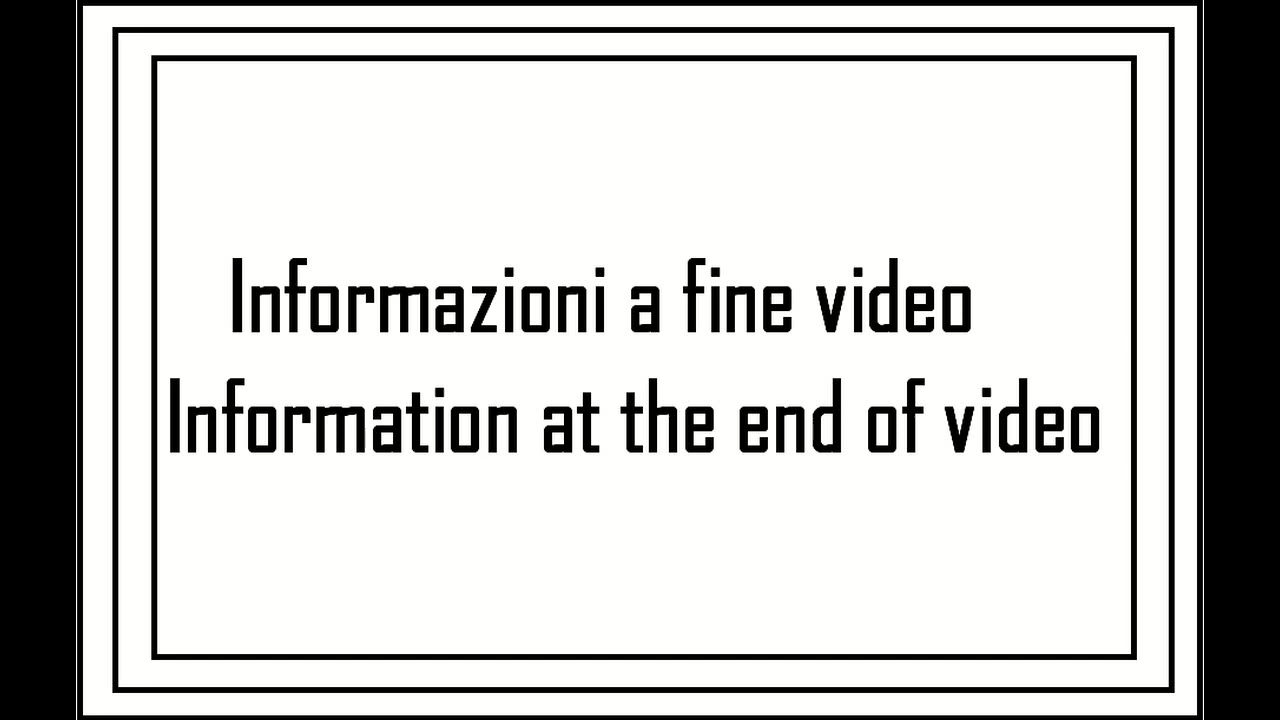 Informazioni a fine video
Information at the end of video